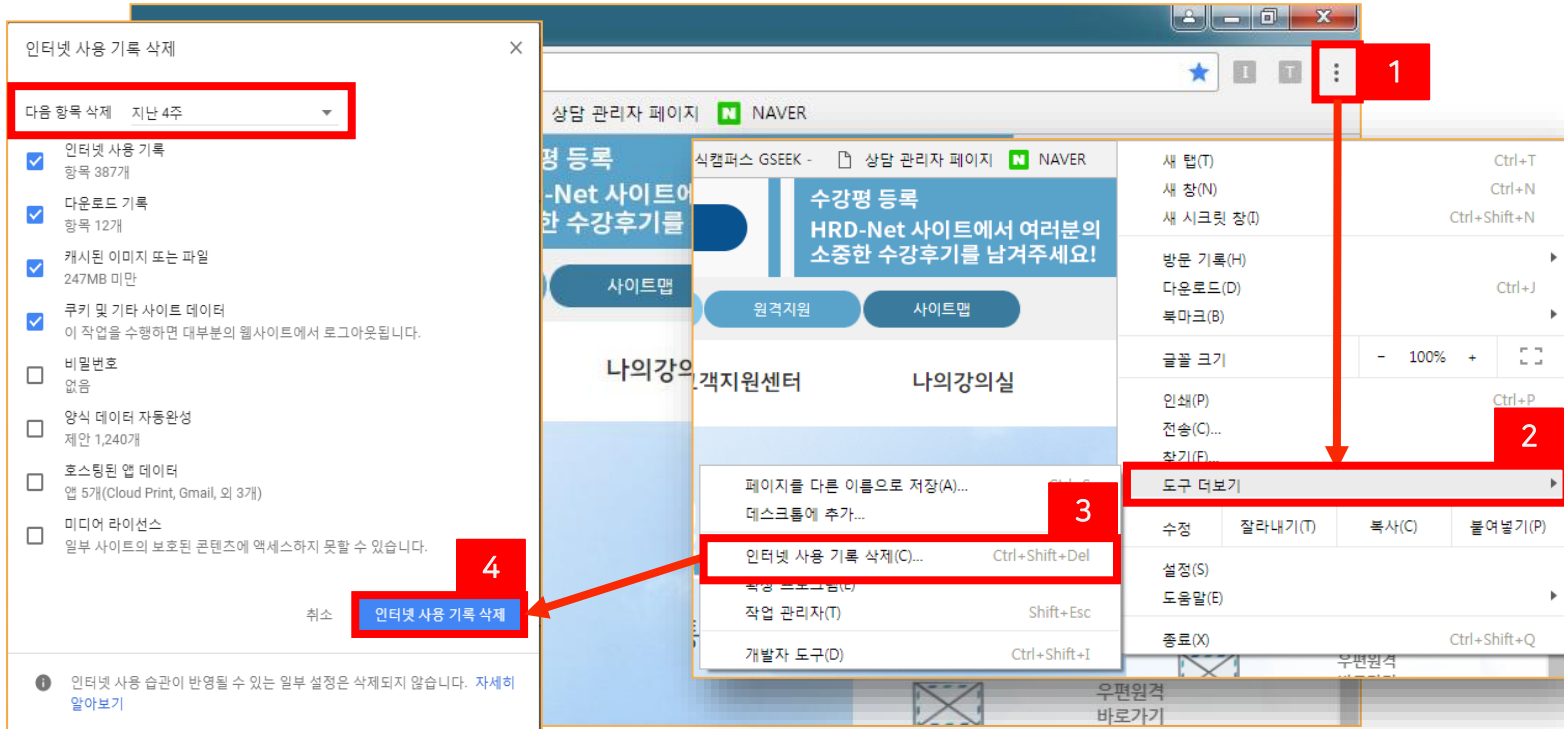 인터넷 사용 기록 삭제
다음 항목 삭제 지난 4주
인터넷 사용 기록
항목 387개
다운로드 기록
항목 12개
캐시된 이미지 또는 파일
247MB 미만
쿠키 및 기타 사이트 데이터
이 작업을 수행하면 대부분의 웹사이트에서 로그아웃됩니다.
비밀번호
없음
양식 데이터 자동완성
제안 1,240개
호스팅된 앱 데이터
앱 5개(Cloud Print, Gmail, 외 3개)
미디어 라이선스
일부 사이트의 보호된 콘텐츠에 액세스하지 못할 수 있습니다.
4
취소 인터넷 사용 기록 삭제
인터넷 사용 습관이 반영될 수 있는 일부 설정은 삭제되지 않습니다. 자세히
알아보기
I T
1
상담 관리자 페이지 N NAVER
평 등록
-Net 사이트에
한 수강후기를
사이트맵
나의강의
식캠퍼스 GSEEK - 상담 관리자 페이지 N NAVER
수강평 등록
HRD-Net 사이트에서 여러분의
소중한 수강후기를 남겨주세요!
원격지원 사이트맵
객지원센터 나의강의실
새 탭(T) Ctrl+T
새 창(N) Ctrl+N
새 시크릿 창(I) Ctrl+Shift+N
방문 기록(H)
다운로드(D) Ctrl+J
북마크(B)
글꼴 크기 - 100% +
인쇄(P) Ctrl+P
전송(C)...
찾기(F)...
2
도구 더보기
수정 잘라내기(T) 복사(C) 붙여넣기(P)
설정(S)
도움말(E)
종료(X) Ctrl+Shift+Q
페이지를 다른 이름으로 저장(A)...
데스크톱에 추가...
3
인터넷 사용 기록 삭제(C)... Ctrl+Shift+Del
확장 프로그램(E)
작업 관리자(T) Shift+Esc
개발자 도구(D) Ctrl+Shift+I
우편원격
우편원격
바로가기